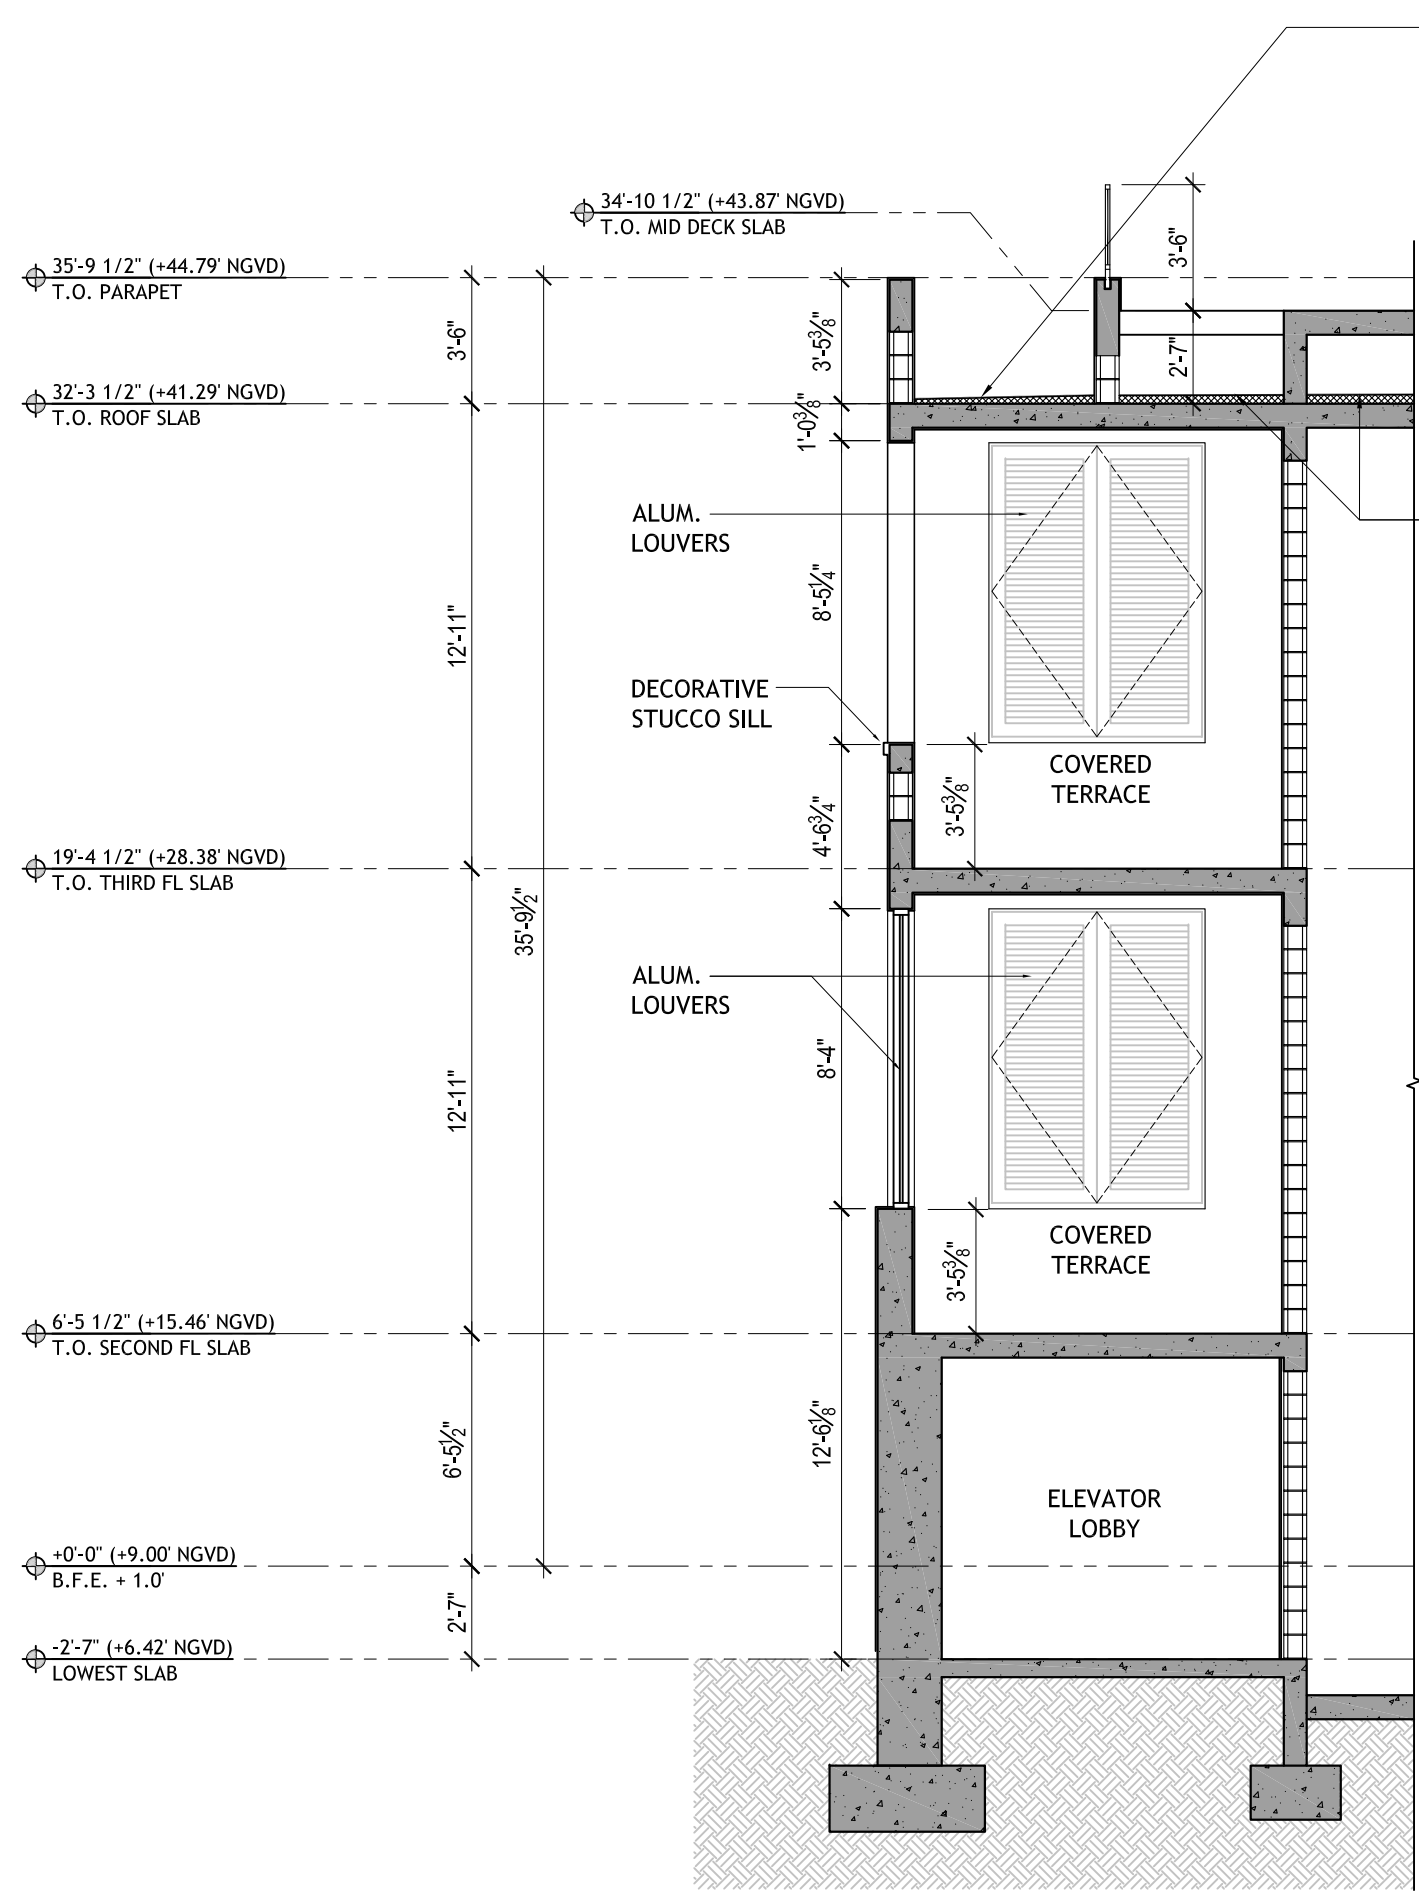 34'-10 1/2" (+43.87' NGVD)
T.O. MID DECK SLAB
35'-9 1/2" (+44.79' NGVD)
T.O. PARAPET
3'-6"
3'-6"
3'-5⅜"
2'-7"
32'-3 1/2" (+41.29' NGVD)
T.O. ROOF SLAB
1'-0⅜"
ALUM.
LOUVERS
8'-5¼"
12'-11"
DECORATIVE
STUCCO SILL
COVERED
TERRACE
4'-6¾"
3'-5⅜"
19'-4 1/2" (+28.38' NGVD)
T.O. THIRD FL SLAB
35'-9½"
ALUM.
LOUVERS
8'-4"
12'-11"
COVERED
TERRACE
3'-5⅜"
6'-5 1/2" (+15.46' NGVD)
T.O. SECOND FL SLAB
12'-6⅛"
6'-5½"
ELEVATOR
LOBBY
+0'-0" (+9.00' NGVD)
B.F.E. + 1.0'
2'-7"
-2'-7" (+6.42' NGVD)
LOWEST SLAB